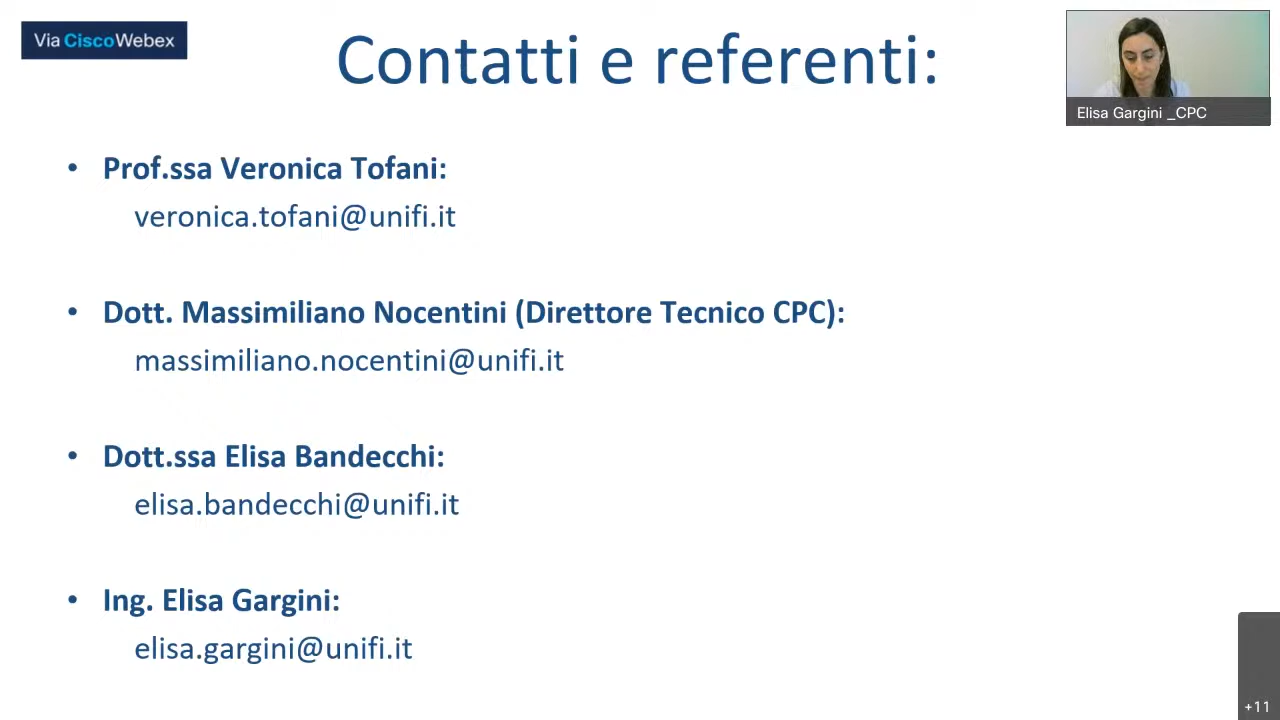 Via CiscoWebex
Contatti e referenti:
Elisa Gargini _CPC
• Prof.ssa Veronica Tofani:
veronica.tofani@unifi.it
• Dott. Massimiliano Nocentini (Direttore Tecnico CPC):
massimiliano.nocentini@unifi.it
• Dott.ssa Elisa Bandecchi:
elisa.bandecchi@unifi.it
• Ing. Elisa Gargini:
elisa.gargini@unifi.it
+11